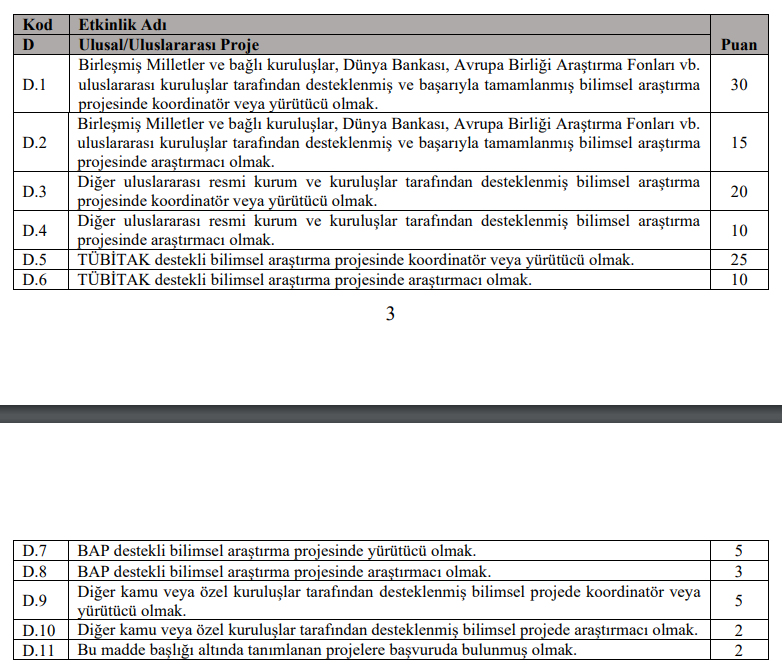 Kod Etkinlik Adı
D Ulusal/Uluslararası Proje Puan
Birleşmiş Milletler ve bağlı kuruluşlar, Dünya Bankası, Avrupa Birliği Araştırma Fonları vb.
D.1 uluslararası kuruluşlar tarafından desteklenmiş ve başarıyla tamamlanmış bilimsel araştırma 30
projesinde koordinatör veya yürütücü olmak.
Birleşmiş Milletler ve bağlı kuruluşlar, Dünya Bankası, Avrupa Birliği Araştırma Fonları vb.
D.2 uluslararası kuruluşlar tarafından desteklenmiş ve başarıyla tamamlanmış bilimsel araştırma 15
projesinde araştırmacı olmak.
D.3 Diğer uluslararası resmi kurum ve kuruluşlar tarafından desteklenmiş bilimsel araştırma 20
projesinde koordinatör veya yürütücü olmak.
D.4 Diğer uluslararası resmi kurum ve kuruluşlar tarafından desteklenmiş bilimsel araştırma 10
projesinde araştırmacı olmak.
D.5 TÜBİTAK destekli bilimsel araştırma projesinde koordinatör veya yürütücü olmak. 25
D.6 TÜBİTAK destekli bilimsel araştırma projesinde araştırmacı olmak. 10
3
D.7 BAP destekli bilimsel araştırma projesinde yürütücü olmak. 5
D.8 BAP destekli bilimsel araştırma projesinde araştırmacı olmak. 3
D.9 Diğer kamu veya özel kuruluşlar tarafından desteklenmiş bilimsel projede koordinatör veya 5
yürütücü olmak.
D.10 Diğer kamu veya özel kuruluşlar tarafından desteklenmiş bilimsel projede araştırmacı olmak. 2
D.11 Bu madde başlığı altında tanımlanan projelere başvuruda bulunmuş olmak. 2